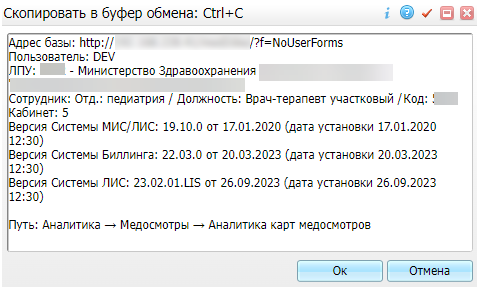 Скопировать в буфер обмена: Ctrl+C
Адрес базы: http:// /?f=NoUserForms
Пользователь: DEV
ЛПУ: - Министерство Здравоохранения
Сотрудник: Отд.: педиатрия / Должность: Врач-терапевт участковый / Код:
Кабинет: 5
Версия Системы МИС/ЛИС: 19.10.0 от 17.01.2020 (дата установки 17.01.2020
12:30)
Версия Системы Биллинга: 22.03.0 от 20.03.2023 (дата установки 20.03.2023
12:30)
Версия Системы ЛИС: 23.02.01.LIS от 26.09.2023 (дата установки 26.09.2023
12:30)
Путь: Аналитика → Медосмотры → Аналитика карт медосмотров
Ок Отмена